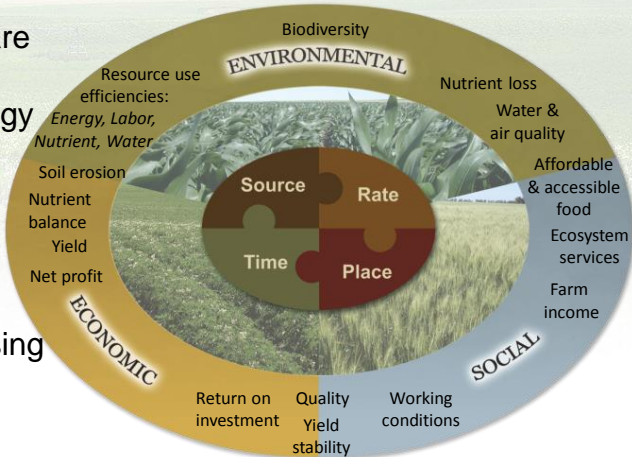 are
gy
sing
Biodiversity
ENVIRONMENTAL
Resource use
efficiencies:
Energy, Labor,
Nutrient, Water
Nutrient loss
Water &
air quality
Soil erosion
Nutrient
balance
Yield
Net profit
ECONOMIC
Return on
investment
Quality
Yield
stability
Affordable
& accessible
food
Ecosystem
services
Farm
income
SOCIAL
Working
conditions
Source
Rate
Time
Place